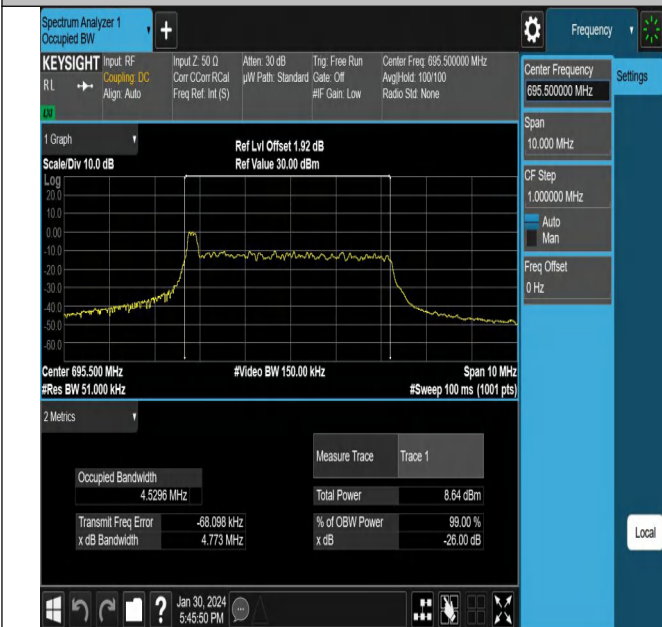 Spectrum Analyzer 1
Occupied BW
+
Frequency
KEYSIGHT Input: RF Input Z: 50 Ω Atten: 30 dB Trig: Free Run Center Freq: 695.500000 MHz
RL Coupling: DC Corr CCorr RCal µW Path: Standard Gate: Off Avg|Hold: 100/100
Align: Auto Freq Ref: Int (S) #IF Gain: Low Radio Std: None
Center Frequency
695.500000 MHz
Settings
Span
10.000 MHz
CF Step
1.000000 MHz
Auto
Man
Freq Offset
0 Hz
1 Graph
Ref Lvl Offset 1.92 dB
Scale/Div 10.0 dB Ref Value 30.00 dBm
Log
20.0
10.0
0.00
-10.0
-20.0
-30.0
-40.0
-50.0
-60.0
Center 695.500 MHz #Video BW 150.00 kHz Span 10 MHz
#Res BW 51.000 kHz #Sweep 100 ms (1001 pts)
2 Metrics
Measure Trace Trace 1
Occupied Bandwidth
4.5296 MHz
Total Power 8.64 dBm
Transmit Freq Error -68.098 kHz % of OBW Power 99.00 %
x dB Bandwidth 4.773 MHz x dB -26.00 dB
Local
? Jan 30, 2024
5:45:50 PM